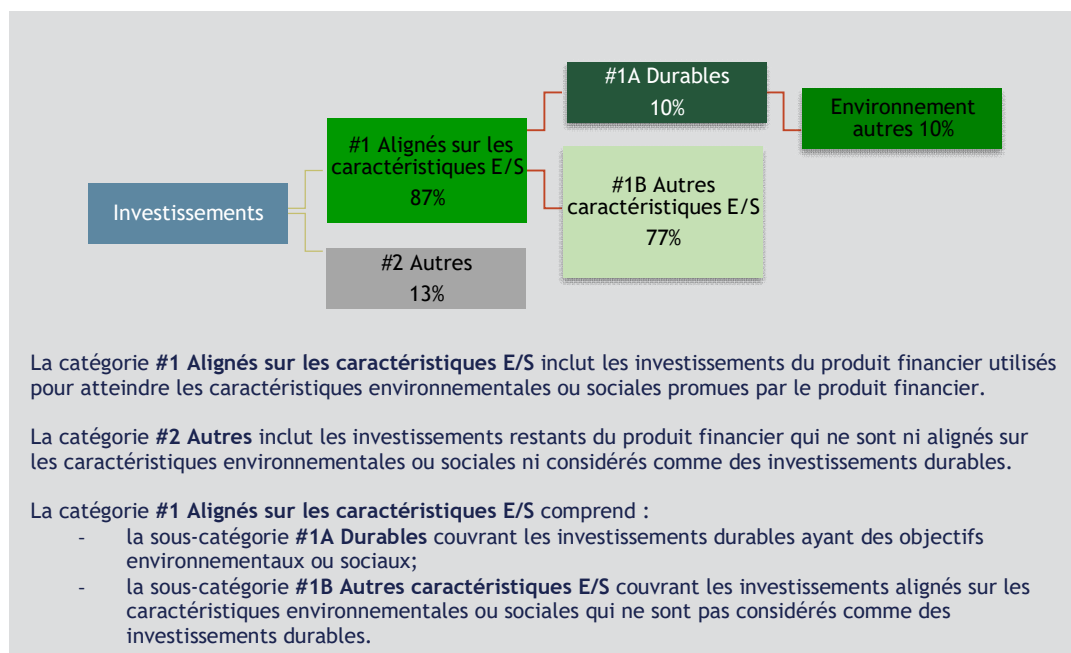 #1A Durables
10%
Environnement
autres 10%
#1 Alignés sur les
caractéristiques E/S
87%
#1B Autres
caractéristiques E/S
77%
Investissements
#2 Autres
13%
La catégorie #1 Alignés sur les caractéristiques E/S inclut les investissements du produit financier utilisés
pour atteindre les caractéristiques environnementales ou sociales promues par le produit financier.
La catégorie #2 Autres inclut les investissements restants du produit financier qui ne sont ni alignés sur
les caractéristiques environnementales ou sociales ni considérés comme des investissements durables.
La catégorie #1 Alignés sur les caractéristiques E/S comprend :
- la sous-catégorie #1A Durables couvrant les investissements durables ayant des objectifs
environnementaux ou sociaux;
- la sous-catégorie #1B Autres caractéristiques E/S couvrant les investissements alignés sur les
caractéristiques environnementales ou sociales qui ne sont pas considérés comme des
investissements durables.